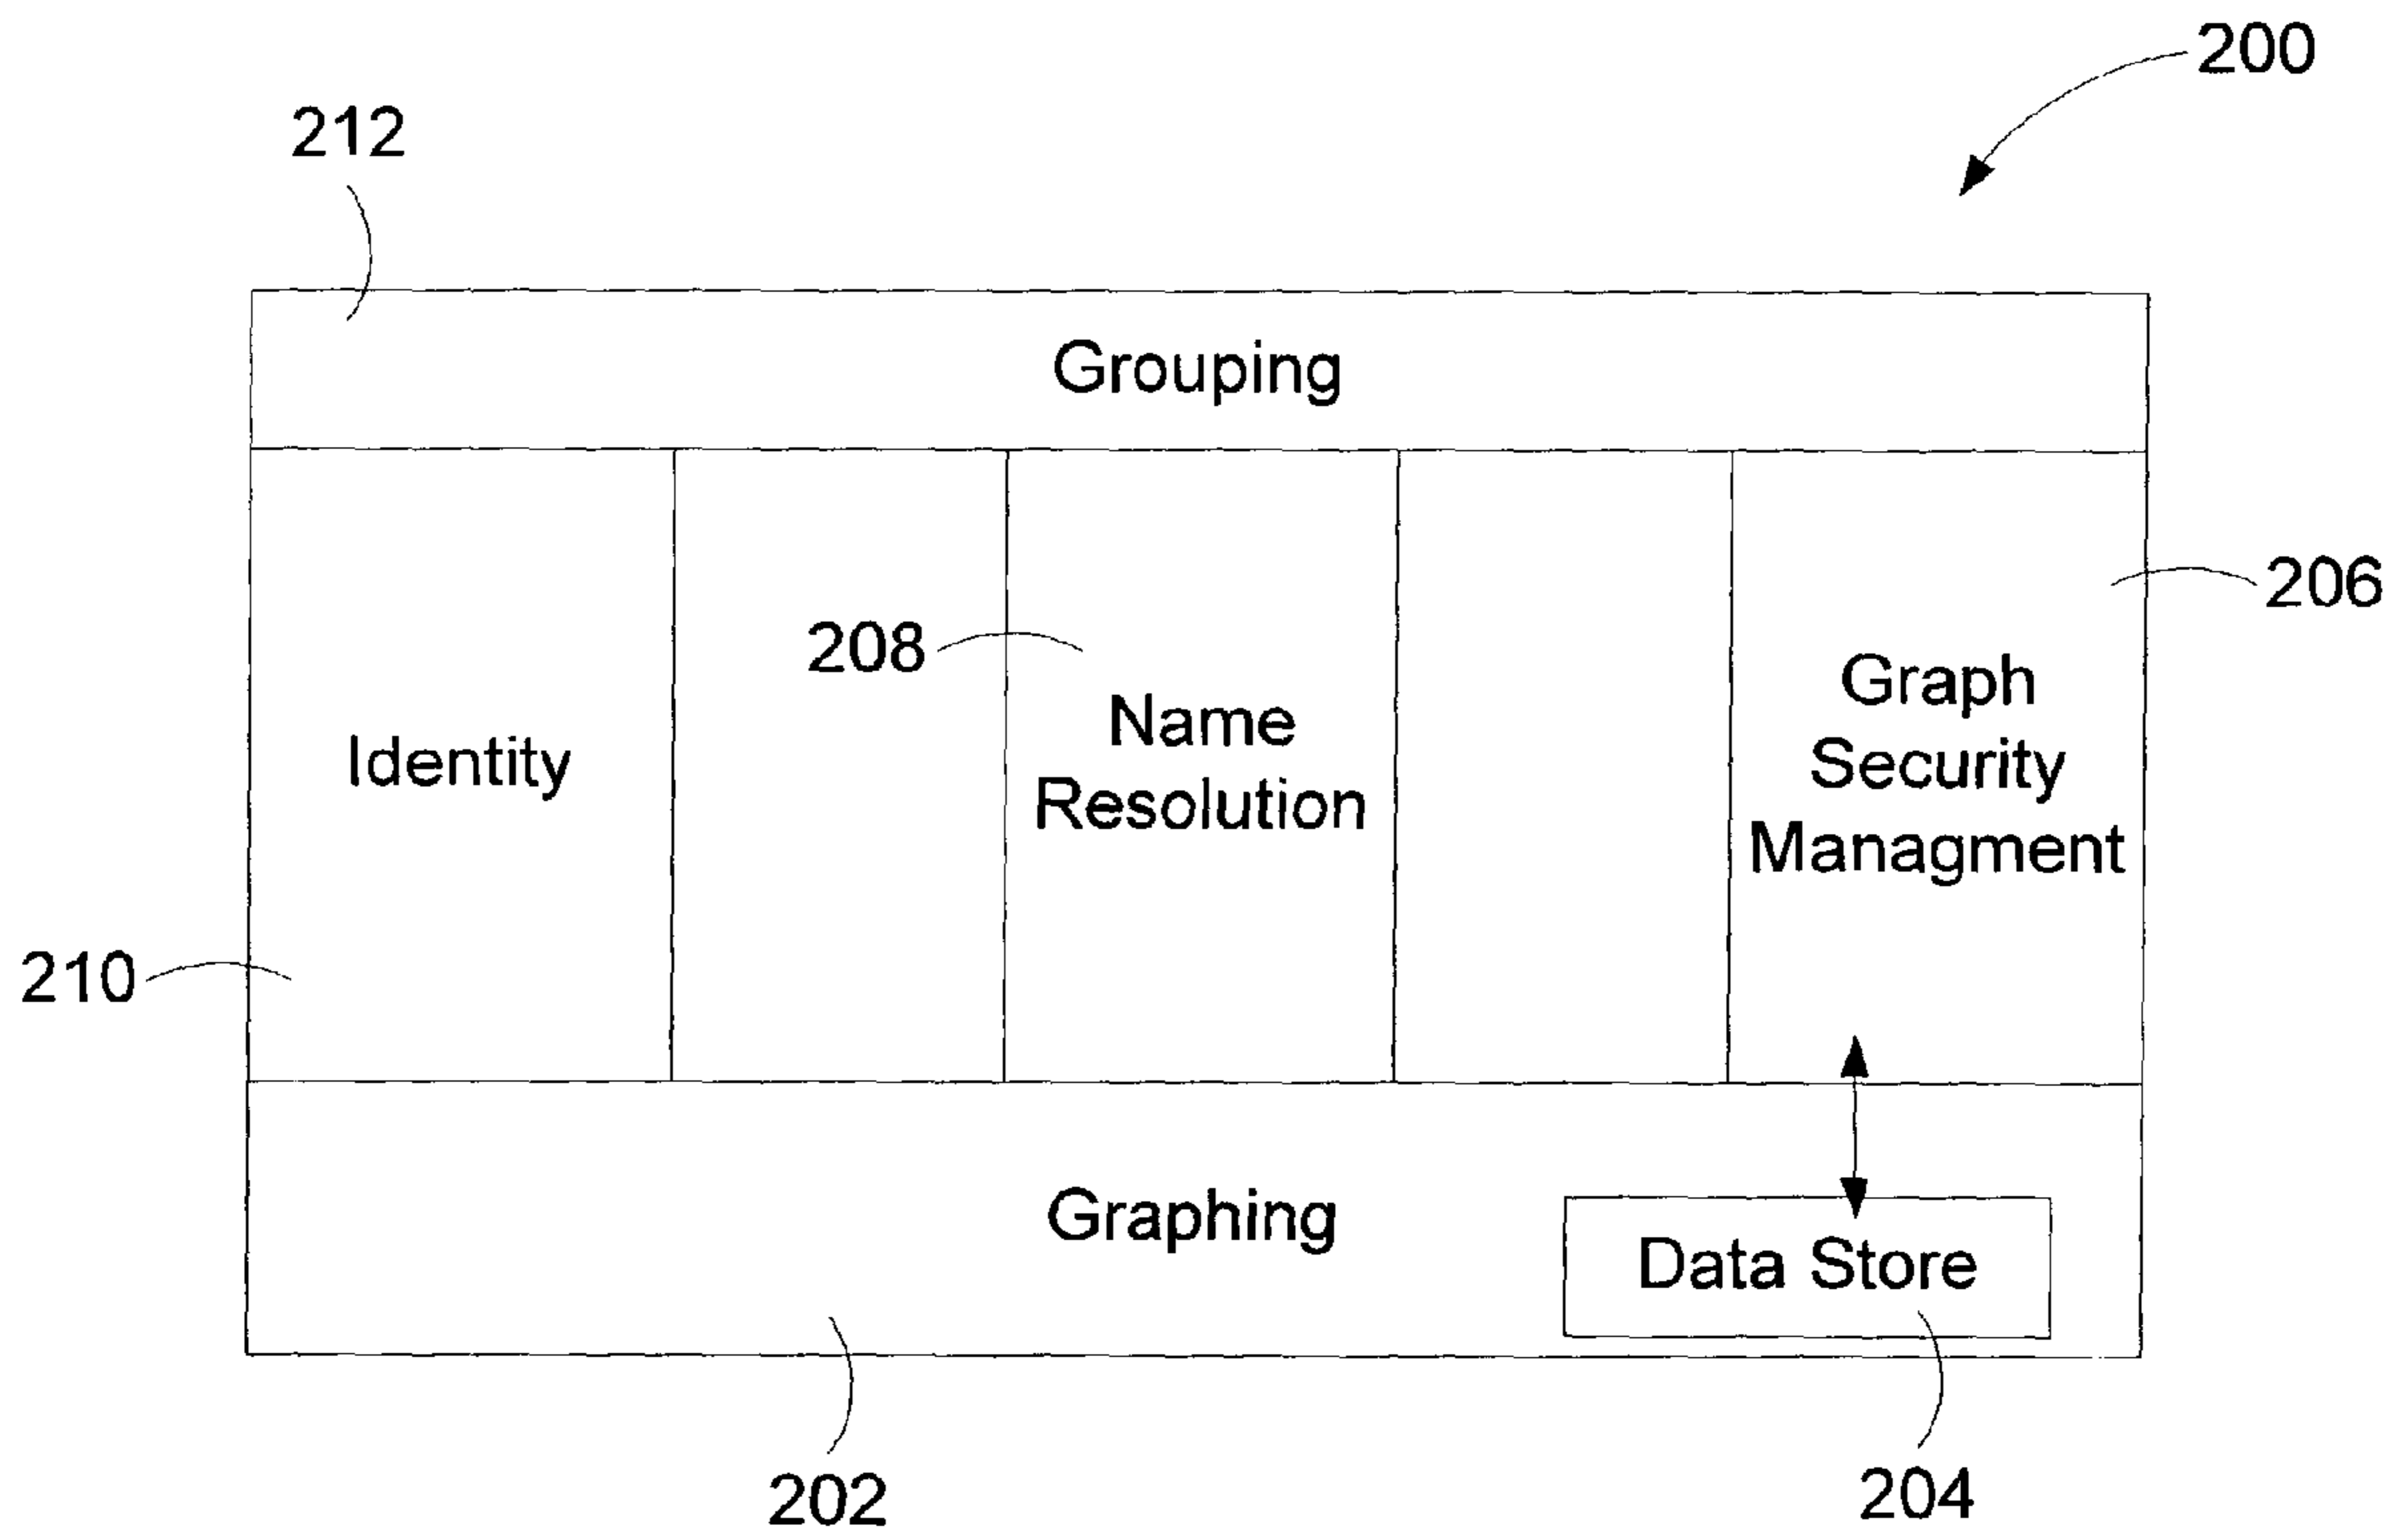 200
212
Grouping
206
208
Graph
Security
Managment
Name
Resolution
Identity
210
Graphing
Data Store
202
204